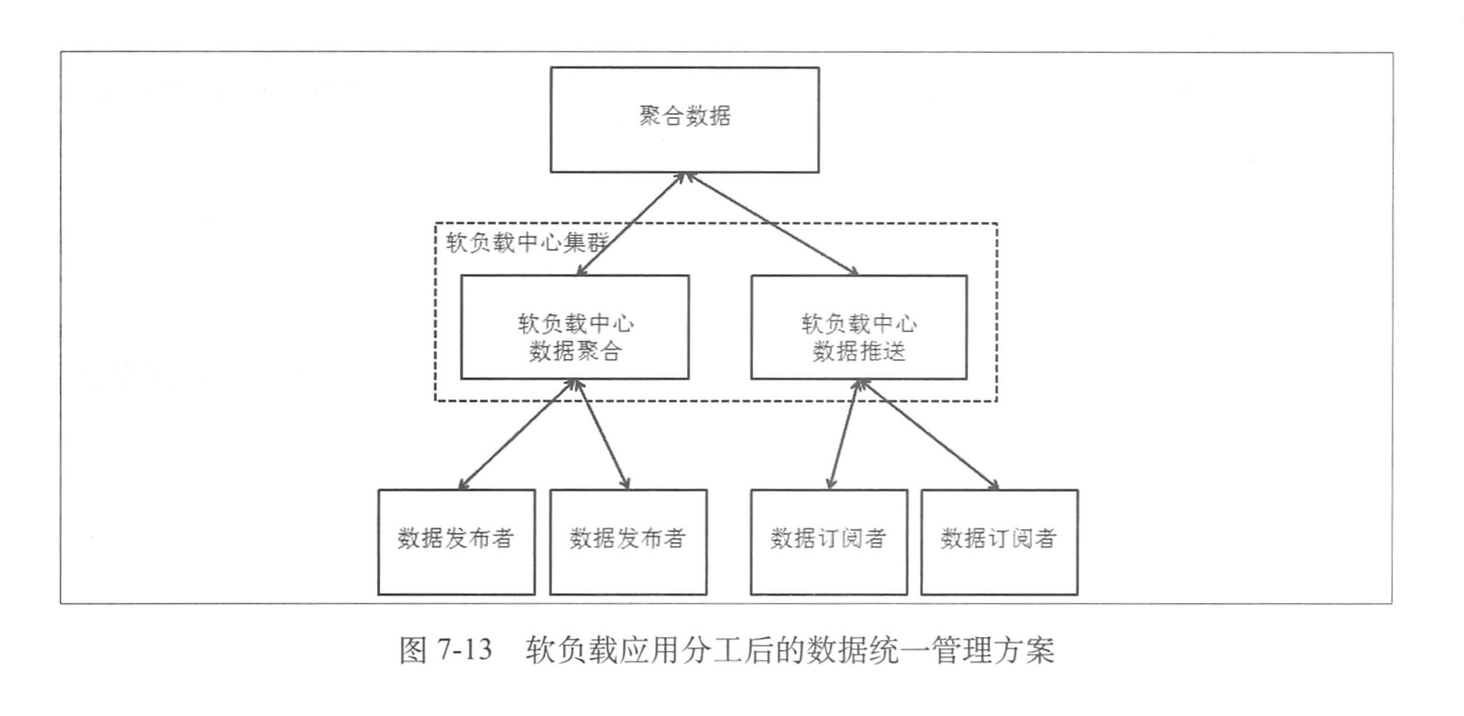 聚合数据
软负载中心集群
软负载中心
数据聚合
软负载中心
数据推送
数据发布者
数据发布者
数据订阅者
数据订阅者
图 7-13 软负载应用分工后的数据统一管理方案